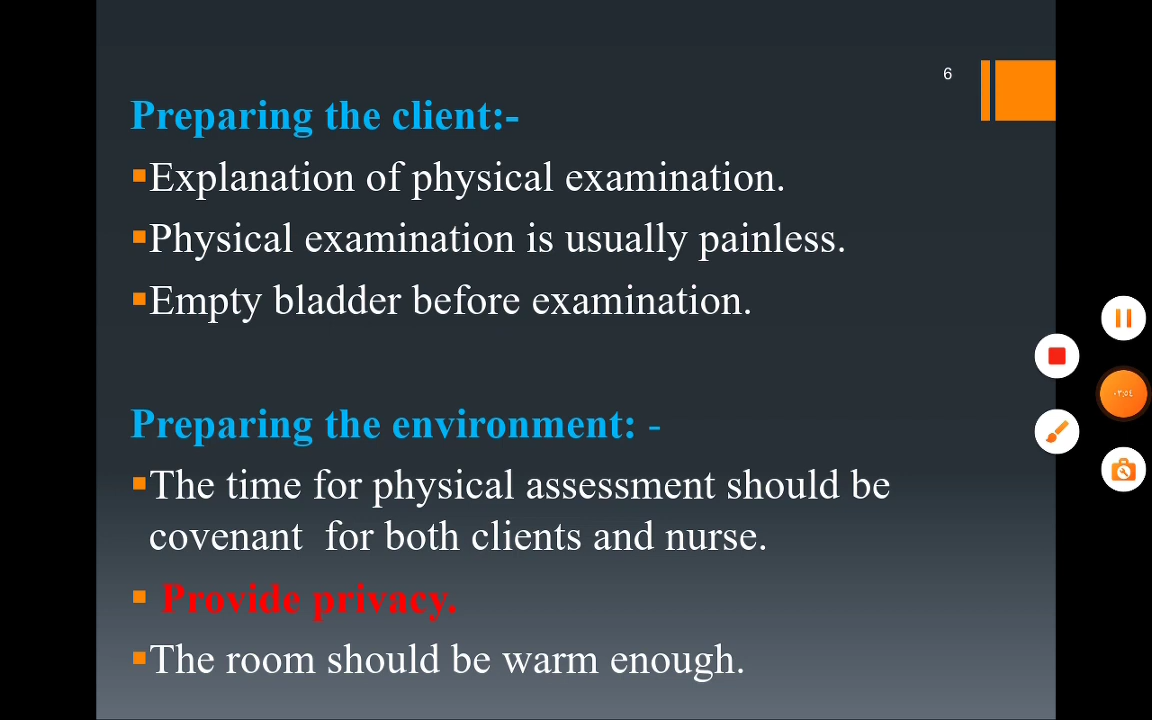 6
Preparing the client:-
▪Explanation of physical examination.
▪Physical examination is usually painless.
▪Empty bladder before examination.
Preparing the environment: -
▪The time for physical assessment should be
covenant  for both clients and nurse.
▪ Provide privacy.
▪The room should be warm enough.
٠٣:٥٤